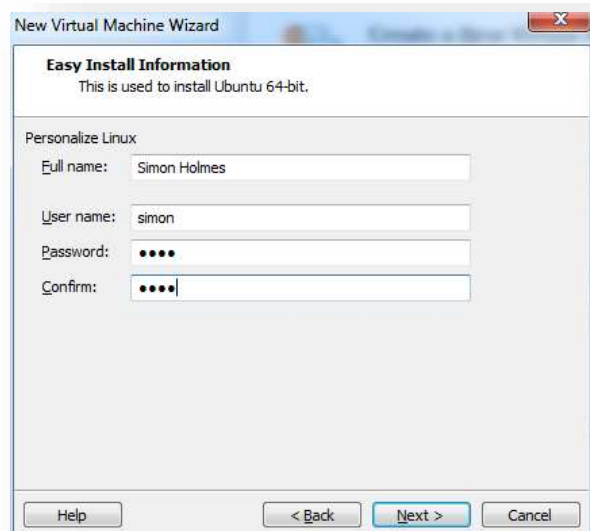 New Virtual Machine Wizard
Easy Install Information
This is used to install Ubuntu 64-bit.
Personalize Linux
Full name: Simon Holmes
User name: simon
Password: ••••
Confirm: ••••
Help < Back Next > Cancel